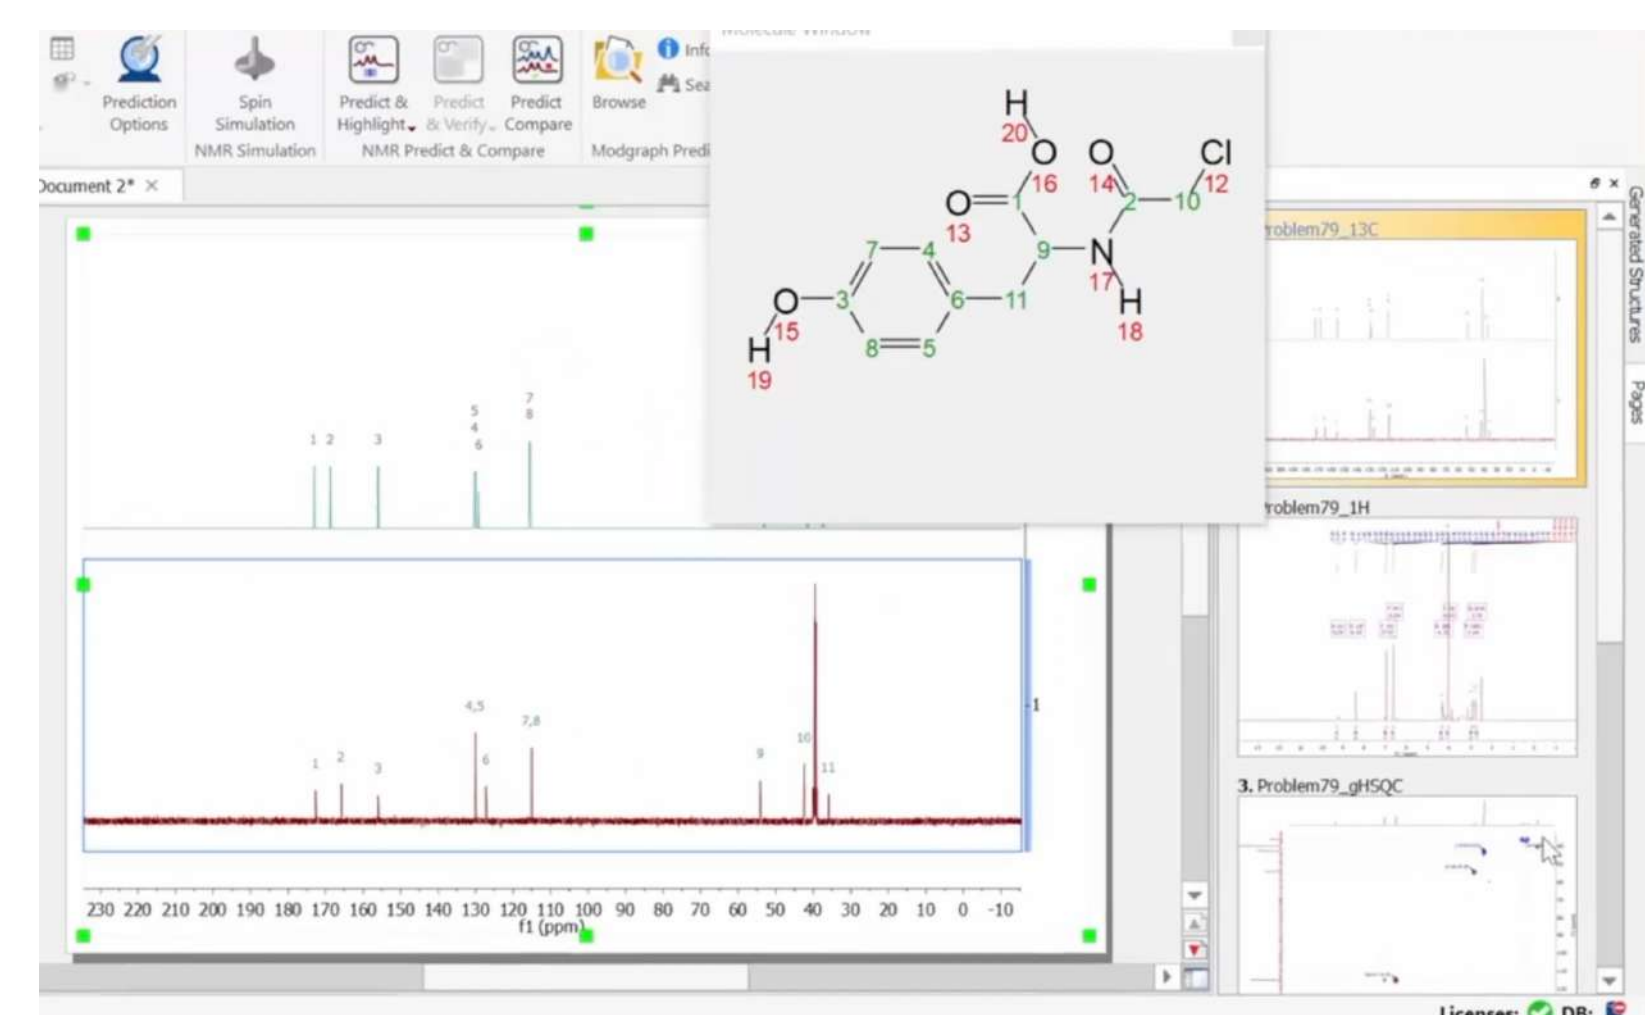 Prediction
Options
Spin
Simulation
NMR Simulation
Predict &
Highlight
Predict
& Verify
Predict
Compare
NMR Predict & Compare
Browse
Modgraph Predi
Info
Sea
Molecule Window
Document 2*
H
20
O
16
O
14
Cl
12
O
13
1
2
10
7
4
9
N
17
H
18
O
15
3
6
11
H
19
8
5
1 2 3
5
4
6
7
8
1
2
3
4,5
6
7,8
9
10
11
1
230 220 210 200 190 180 170 160 150 140 130 120 110 100 90 80 70 60 50 40 30 20 10 0 -10
f1 (ppm)
roblem79_13C
roblem79_1H
3. Problem79_gHSQC
Generated Structures
Pages
Licenses:
DB: